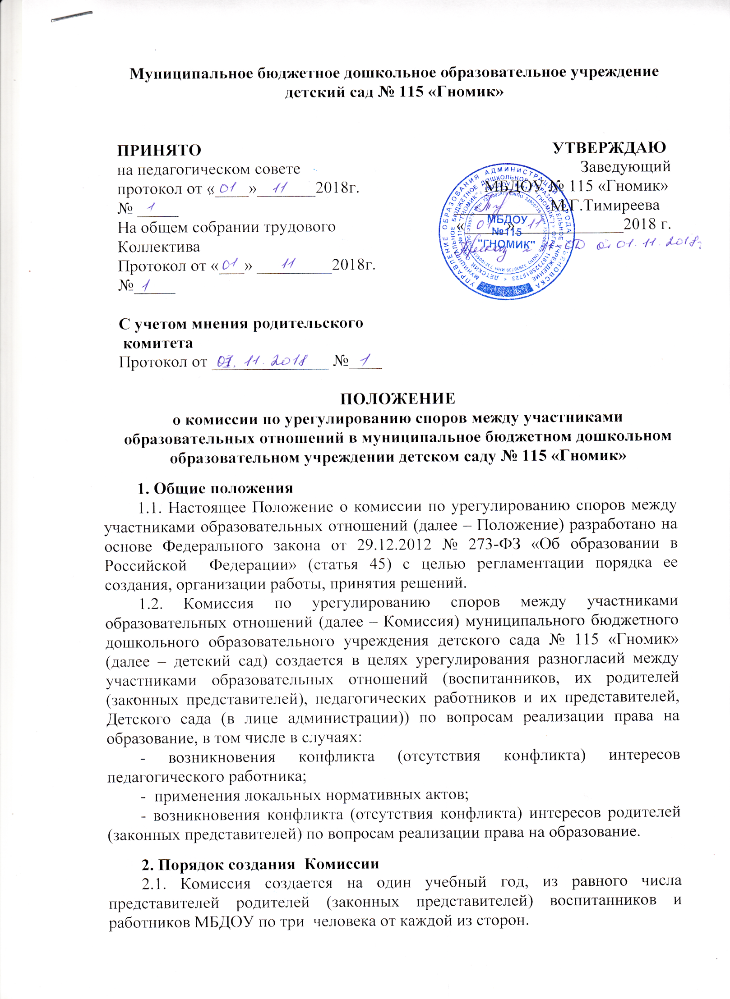 Муниципальное бюджетное дошкольное образовательное учреждение
детский сад № 115 «Гномик»
ПРИНЯТО
на педагогическом совете
протокол от «01» 11 2018г.
№ 1
На общем собрании трудового
Коллектива
Протокол от «01» 11 2018г.
№ 1
УТВЕРЖДАЮ
Заведующий
МБДОУ № 115 «Гномик»
М.Г.Тимиреева
«01» 11 2018 г.
от 01.11.2018г.
МБДОУ
№115
"ГНОМИК"
С учетом мнения родительского
комитета
Протокол от 01.11.2018 № 1
ПОЛОЖЕНИЕ
о комиссии по урегулированию споров между участниками
образовательных отношений в муниципальное бюджетном дошкольном
образовательном учреждении детском саду № 115 «Гномик»
1. Общие положения
1.1. Настоящее Положение о комиссии по урегулированию споров между
участниками образовательных отношений (далее – Положение) разработано на
основе Федерального закона от 29.12.2012 № 273-ФЗ «Об образовании в
Российской Федерации» (статья 45) с целью регламентации порядка ее
создания, организации работы, принятия решений.
1.2. Комиссия по урегулированию споров между участниками
образовательных отношений (далее – Комиссия) муниципального бюджетного
дошкольного образовательного учреждения детского сада № 115 «Гномик»
(далее – детский сад) создается в целях урегулирования разногласий между
участниками образовательных отношений (воспитанников, их родителей
(законных представителей), педагогических работников и их представителей,
Детского сада (в лице администрации)) по вопросам реализации права на
образование, в том числе в случаях:
- возникновения конфликта (отсутствия конфликта) интересов
педагогического работника;
- применения локальных нормативных актов;
- возникновения конфликта (отсутствия конфликта) интересов родителей
(законных представителей) по вопросам реализации права на образование.
2. Порядок создания Комиссии
2.1. Комиссия создается на один учебный год, из равного числа
представителей родителей (законных представителей) воспитанников и
работников МБДОУ по три человека от каждой из сторон.